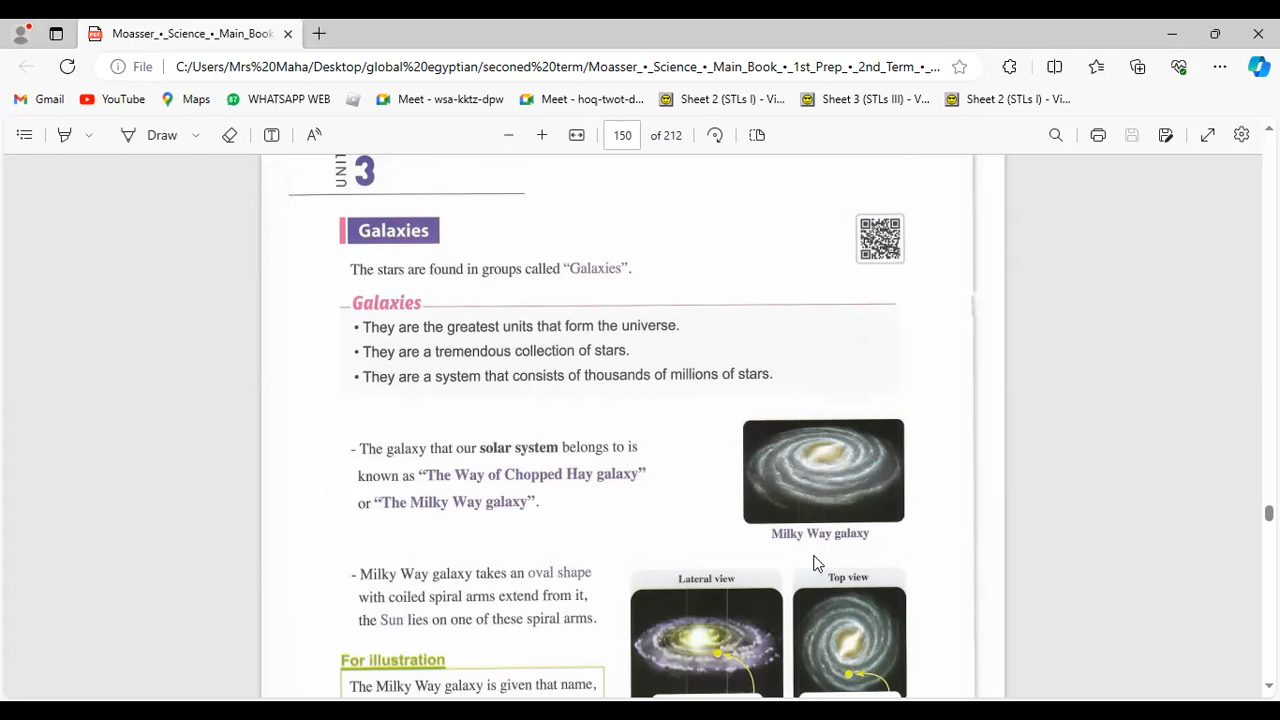 Moasser_•_Science_•_Main_Book
File
C:/Users/Mrs%20Maha/Desktop/global%20egyptian/seconed%20term/Moasser_•_Science_•_Main_Book_•_1st_Prep_•_2nd_Term_•_...
Gmail
YouTube
Maps
87
WHATSAPP WEB
Meet - wsa-kktz-dpw
Meet - hoq-twot-d...
Sheet 2 (STLs I) - Vi...
Sheet 3 (STLs III) - V...
Sheet 2 (STLs I) - Vi...
Draw
150 of 212
UNIT
3
Galaxies
The stars are found in groups called “Galaxies”.
Galaxies
• They are the greatest units that form the universe.
• They are a tremendous collection of stars.
• They are a system that consists of thousands of millions of stars.
- The galaxy that our solar system belongs to is
known as “The Way of Chopped Hay galaxy”
or “The Milky Way galaxy”.
Milky Way galaxy
- Milky Way galaxy takes an oval shape
with coiled spiral arms extend from it,
the Sun lies on one of these spiral arms.
Lateral view
Top view
For illustration
The Milky Way galaxy is given that name,